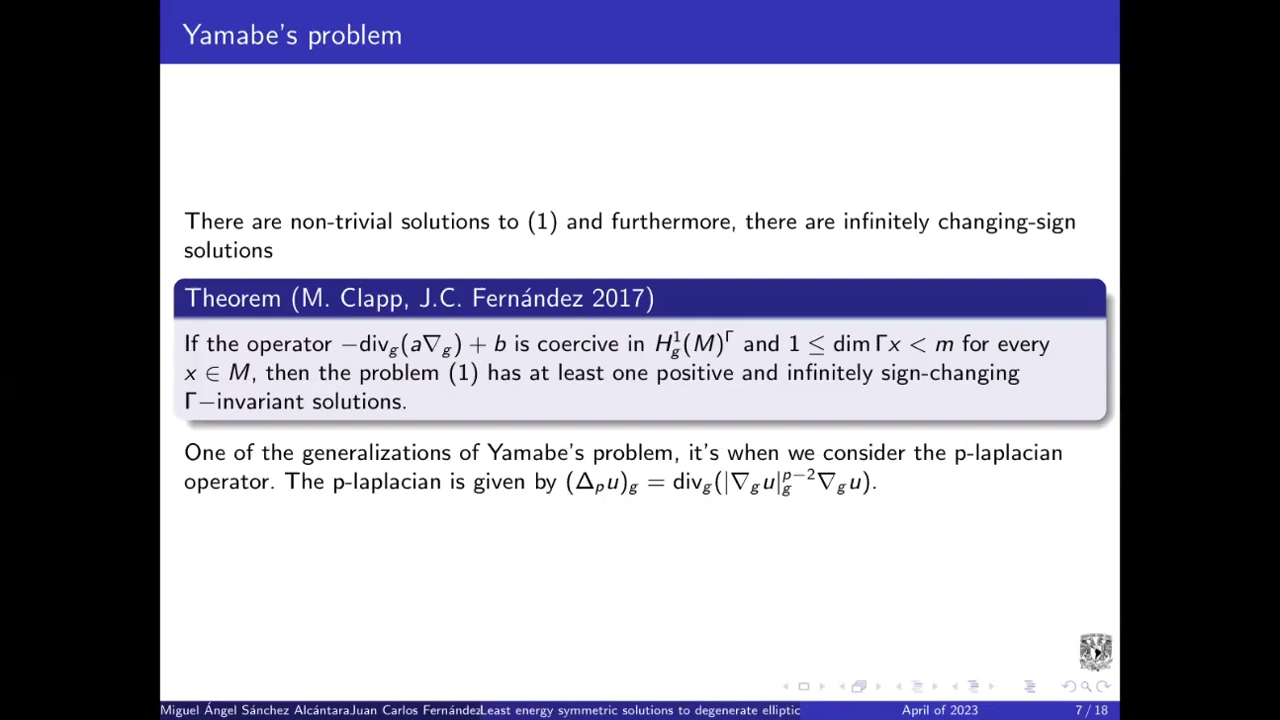 Yamabe's problem
There are non-trivial solutions to (1) and furthermore, there are infinitely changing-sign
solutions
Theorem (M. Clapp, J.C. Fernández 2017)
If the operator −div_g(a∇_g) + b is coercive in H^1_g(M)^Γ and 1 ≤ dim Γx < m for every
x ∈ M, then the problem (1) has at least one positive and infinitely sign-changing
Γ−invariant solutions.
One of the generalizations of Yamabe's problem, it's when we consider the p-laplacian
operator. The p-laplacian is given by (Δ_p u)_g = div_g(|∇_g u|^{p−2}_g ∇_g u).
Miguel Ángel Sánchez AlcántaraJuan Carlos Fernández Least energy symmetric solutions to degenerate elliptic April of 2023 7 / 18